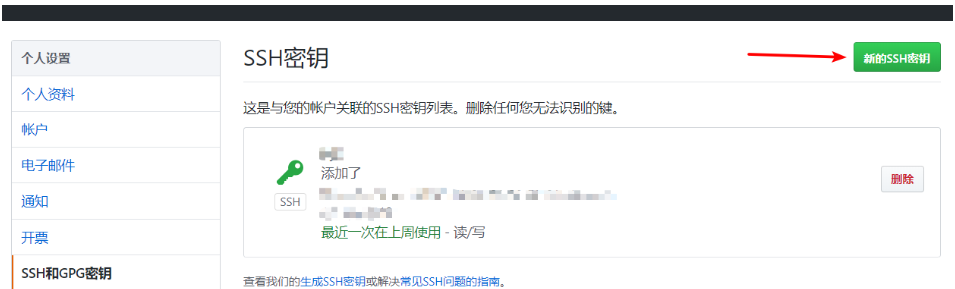 个人设置
个人资料
帐户
电子邮件
通知
开票
SSH和GPG密钥
SSH密钥
新的SSH密钥
这是与您的帐户关联的SSH密钥列表。删除任何您无法识别的键。
SSH
添加了
最近一次在上周使用 - 读/写
删除
查看我们的生成SSH密钥或解决常见SSH问题的指南。